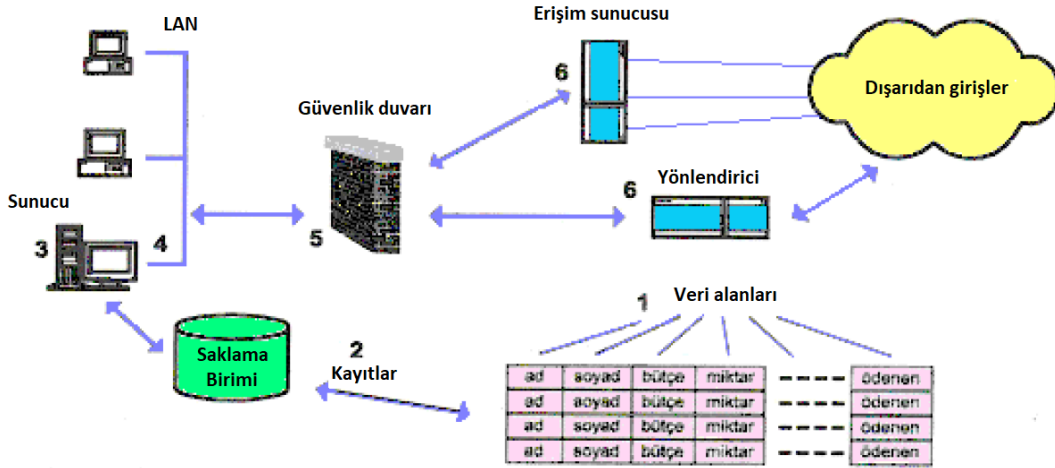 LAN
Erişim sunucusu
6
Dışarıdan girişler
Güvenlik duvarı
Sunucu
3
4
5
6
Yönlendirici
1
Veri alanları
Saklama
Birimi
2
Kayıtlar
ad soyad bütçe miktar ödenen
ad soyad bütçe miktar ödenen
ad soyad bütçe miktar ödenen
ad soyad bütçe miktar ödenen